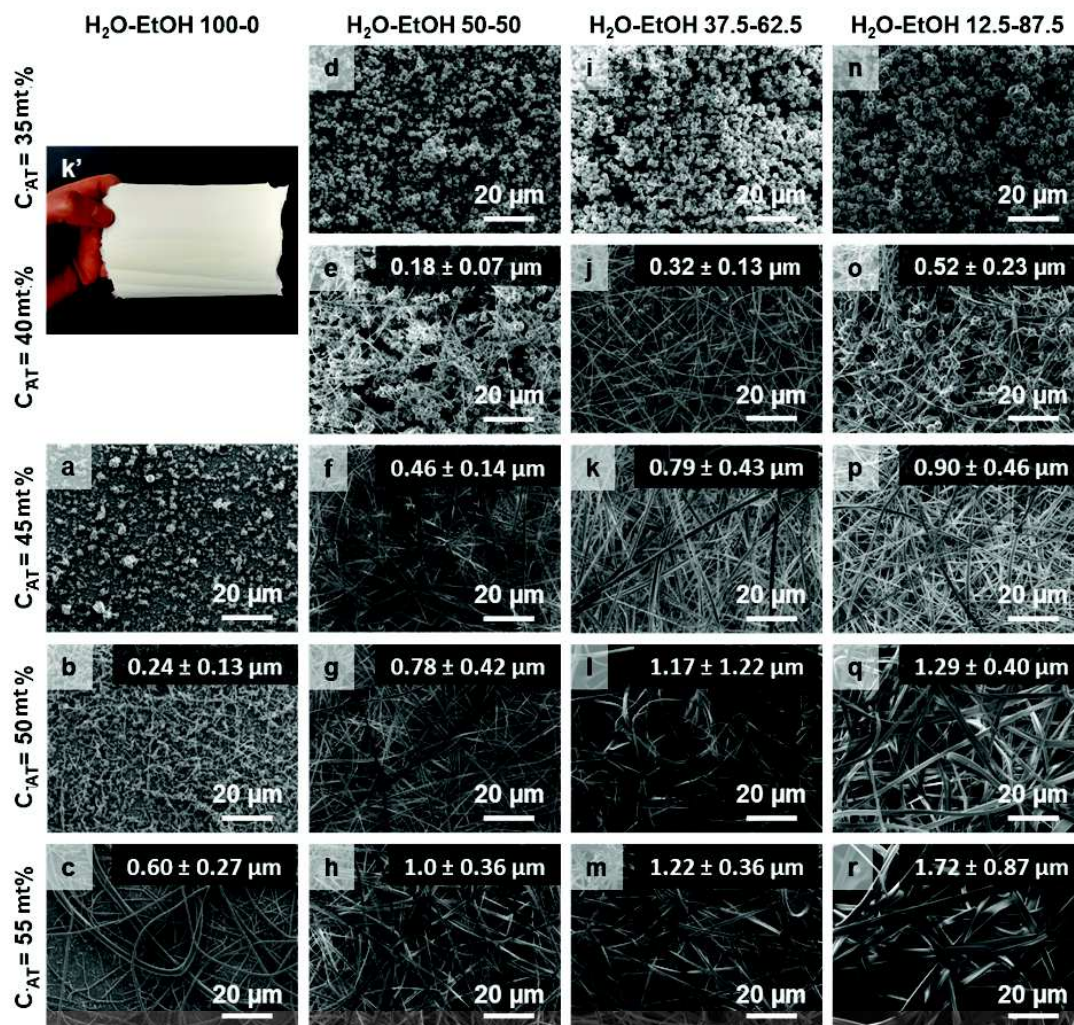 H₂O-EtOH 100-0 H₂O-EtOH 50-50 H₂O-EtOH 37.5-62.5 H₂O-EtOH 12.5-87.5
C_AT = 35 mt%
d i n
20 µm 20 µm 20 µm
k’
C_AT = 40 mt%
e 0.18 ± 0.07 µm j 0.32 ± 0.13 µm o 0.52 ± 0.23 µm
20 µm 20 µm 20 µm
C_AT = 45 mt%
a f 0.46 ± 0.14 µm k 0.79 ± 0.43 µm p 0.90 ± 0.46 µm
20 µm 20 µm 20 µm 20 µm
C_AT = 50 mt%
b 0.24 ± 0.13 µm g 0.78 ± 0.42 µm l 1.17 ± 1.22 µm q 1.29 ± 0.40 µm
20 µm 20 µm 20 µm 20 µm
C_AT = 55 mt%
c 0.60 ± 0.27 µm h 1.0 ± 0.36 µm m 1.22 ± 0.36 µm r 1.72 ± 0.87 µm
20 µm 20 µm 20 µm 20 µm